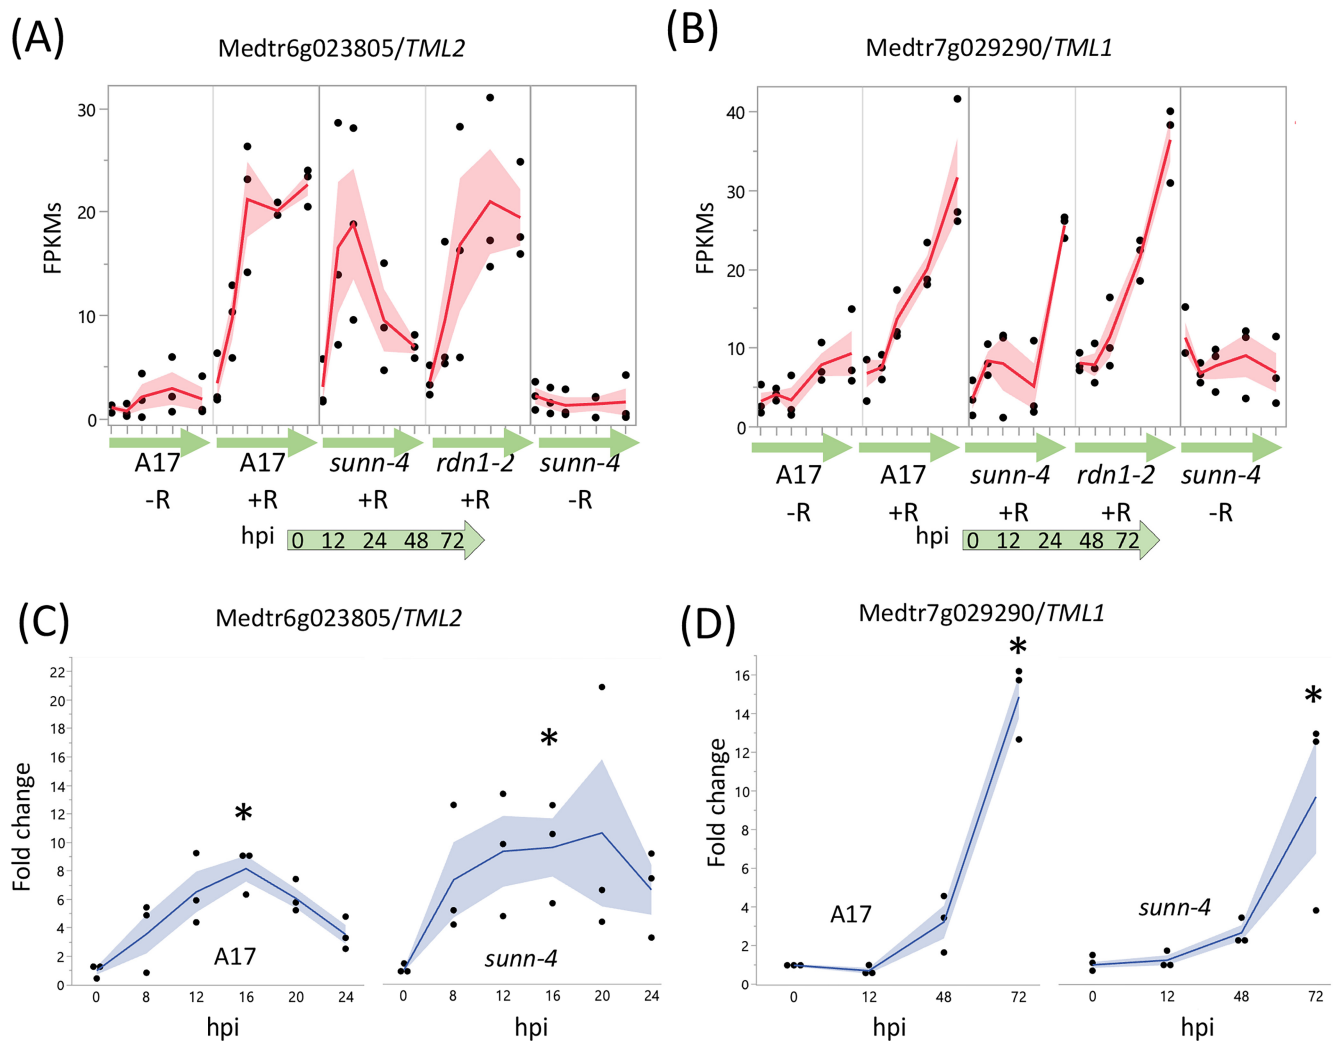 (A)
Medtr6g023805/TML2
FPKMs
30
20
10
0
A17
-R
A17
+R
sunn-4
+R
rdn1-2
+R
sunn-4
-R
hpi
0 12 24 48 72
(B)
Medtr7g029290/TML1
FPKMs
40
30
20
10
0
A17
-R
A17
+R
sunn-4
+R
rdn1-2
+R
sunn-4
-R
hpi
0 12 24 48 72
(C)
Medtr6g023805/TML2
Fold change
22
20
18
16
14
12
10
8
6
4
2
0
*
A17
0 8 12 16 20 24
hpi
*
sunn-4
0 8 12 16 20 24
hpi
(D)
Medtr7g029290/TML1
Fold change
16
14
12
10
8
6
4
2
0
*
A17
0 12 48 72
hpi
*
sunn-4
0 12 48 72
hpi